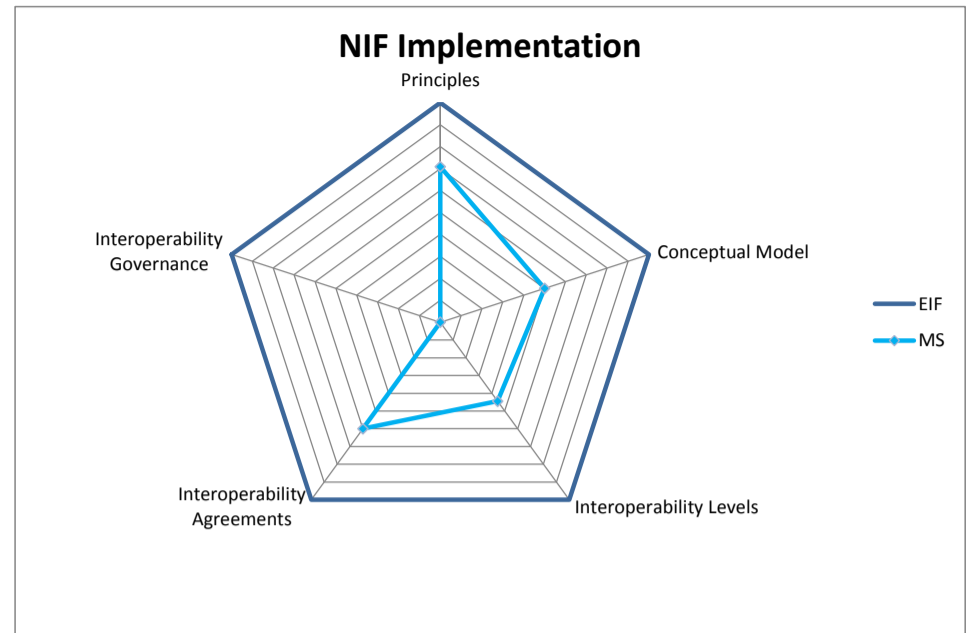 NIF Implementation
Principles
Interoperability
Governance
Conceptual Model
EIF
MS
Interoperability
Agreements
Interoperability Levels